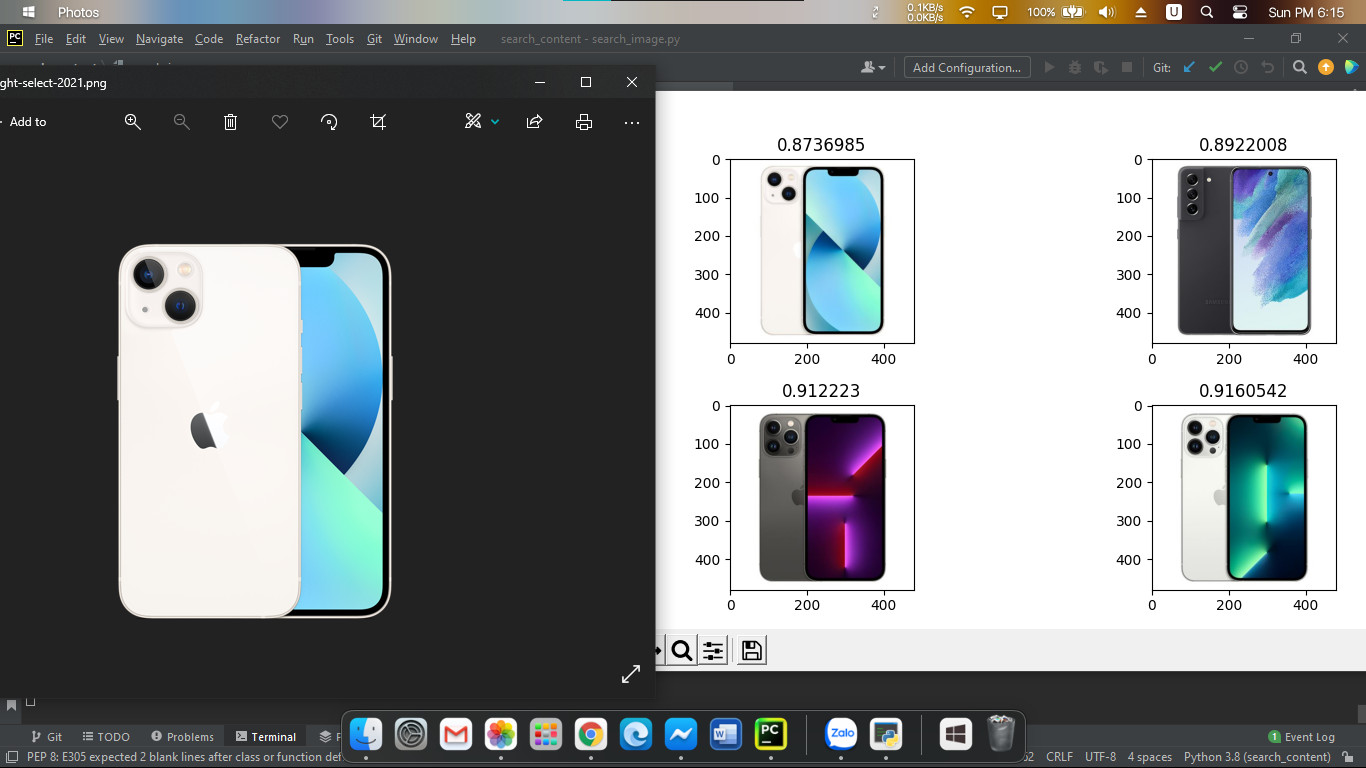 Photos
0.1KB/s
0.0KB/s
100%
U
Sun PM 6:15
PC
File Edit View Navigate Code Refactor Run Tools Git Window Help
search_content - search_image.py
Add Configuration...
Git:
ght-select-2021.png
Add to
0.8736985
0
100
200
300
400
0 200 400
0.8922008
0
100
200
300
400
0 200 400
0.912223
0
100
200
300
400
0 200 400
0.9160542
0
100
200
300
400
0 200 400
Git TODO Problems Terminal
Zalo
PC
W
1 Event Log
PEP 8: E305 expected 2 blank lines after class or function def
CRLF UTF-8 4 spaces Python 3.8 (search_content)